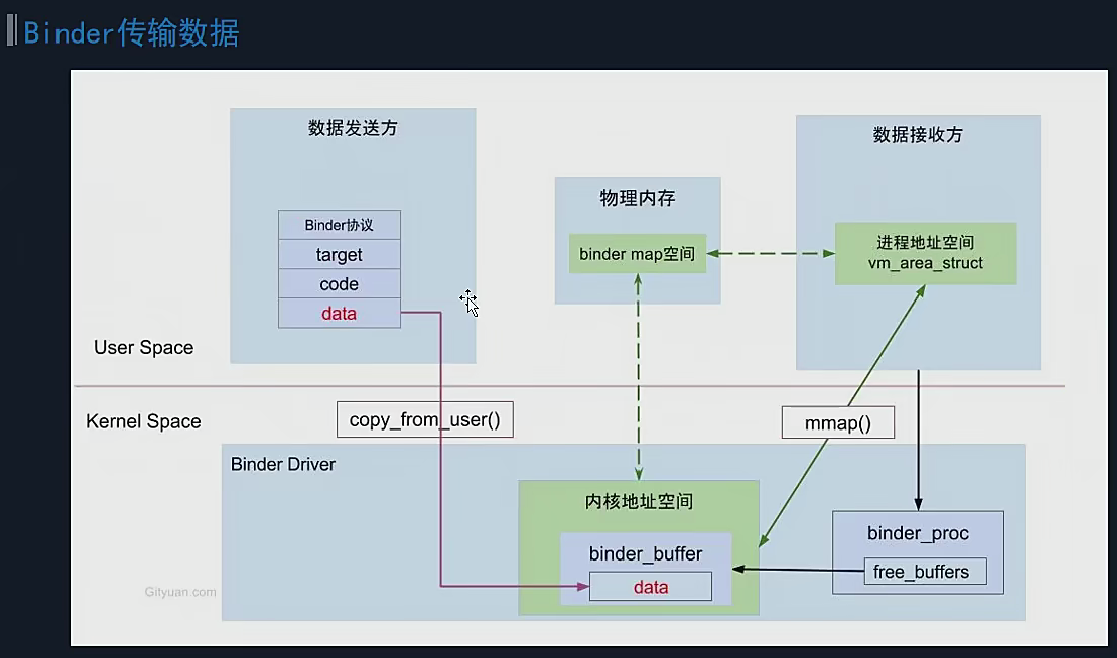 Binder传输数据
数据发送方
Binder协议
target
code
data
User Space
物理内存
binder map空间
数据接收方
进程地址空间
vm_area_struct
Kernel Space
copy_from_user()
mmap()
Binder Driver
内核地址空间
binder_buffer
data
binder_proc
free_buffers
Gityuan.com